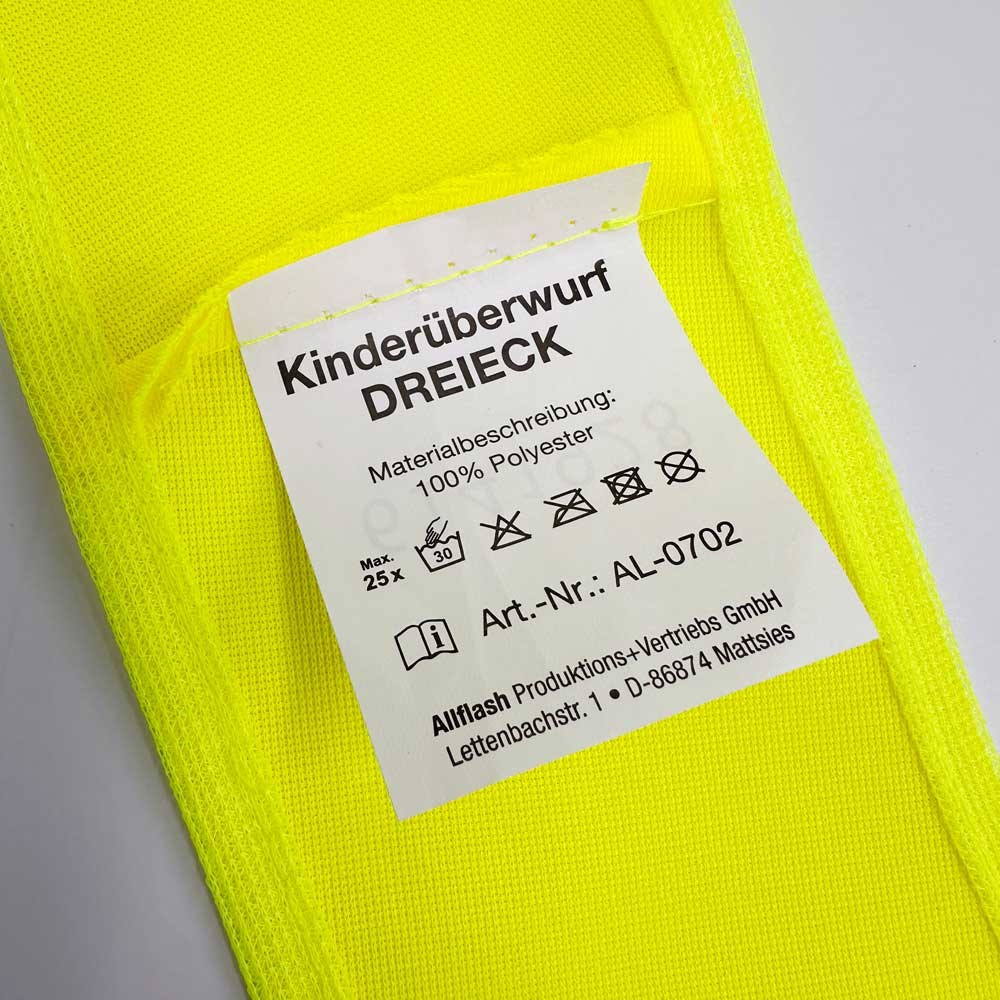 Kinderüberwurf
DREIECK
Materialbeschreibung:
100% Polyester
Max.
25x
30
Art.-Nr.: AL-0702
Allflash Produktions+Vertriebs GmbH
Lettenbachstr. 1 • D-86874 Mattsies